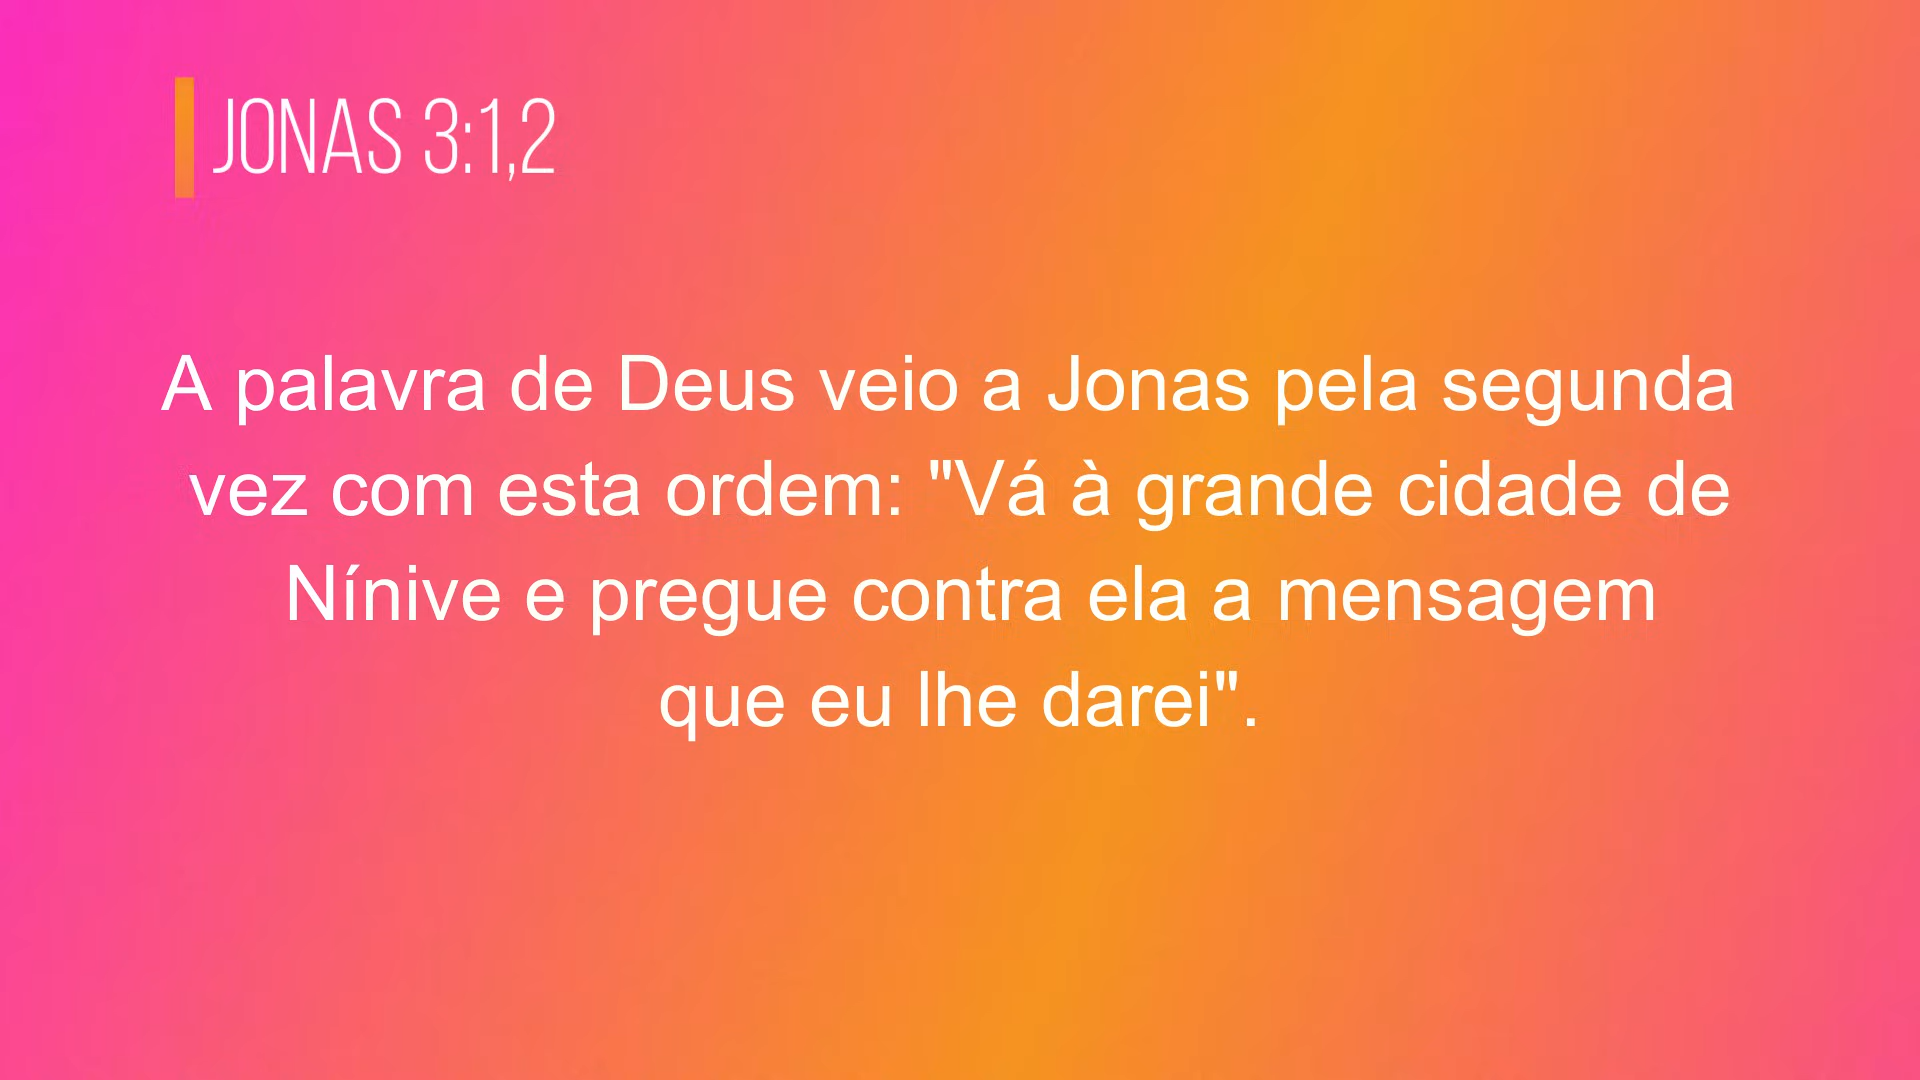 JONAS 3:1,2
A palavra de Deus veio a Jonas pela segunda
vez com esta ordem: "Vá à grande cidade de
Nínive e pregue contra ela a mensagem
que eu lhe darei".